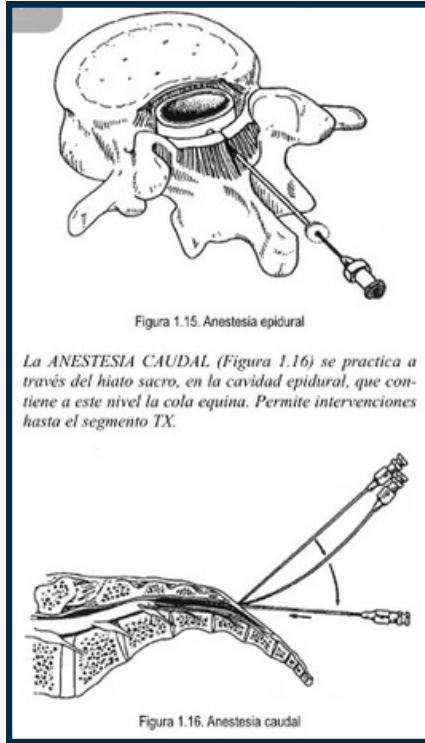 Figura 1.15. Anestesia epidural
La ANESTESIA CAUDAL (Figura 1.16) se practica a
través del hiato sacro, en la cavidad epidural, que con-
tiene a este nivel la cola equina. Permite intervenciones
hasta el segmento TX.
Figura 1.16. Anestesia caudal